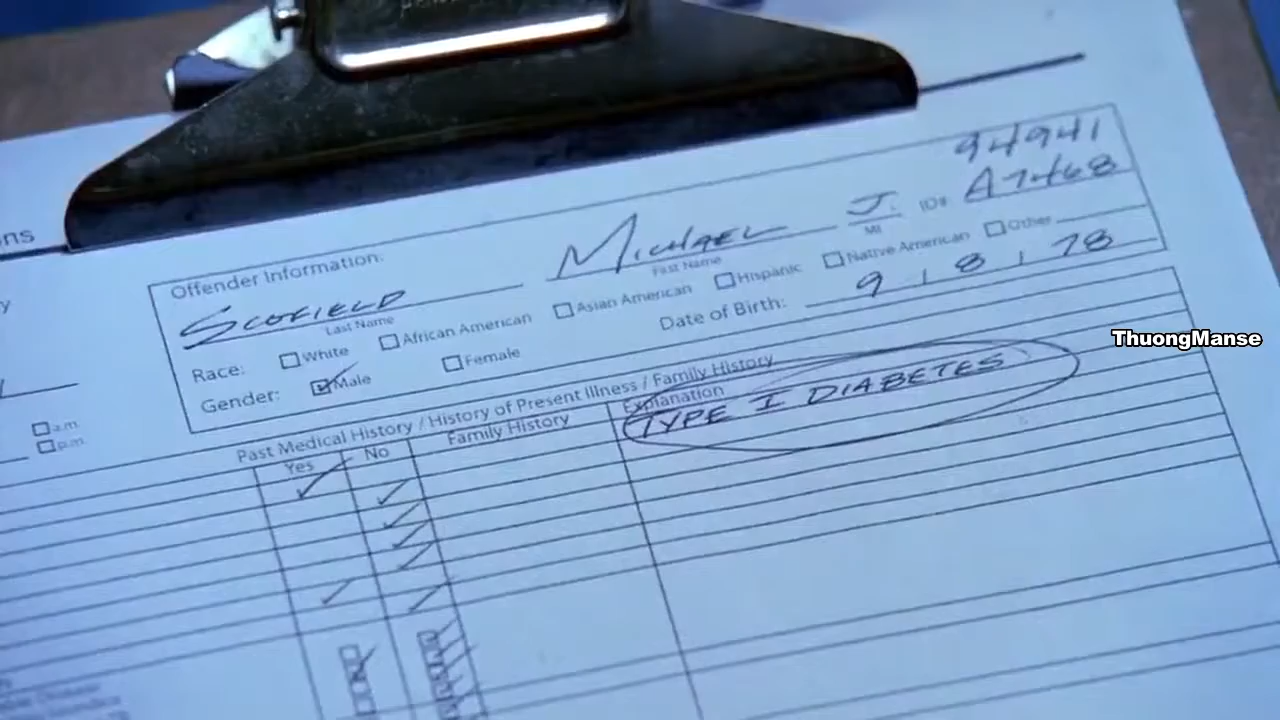 94941
Offender Information:
SCOFIELD MICHAEL J. ID# A7468
Last Name First Name MI
Race: White African American Asian American Hispanic Native American Other
Gender: Male Female Date of Birth: 9 / 8 / 78
Past Medical History / History of Present Illness / Family History
Yes No Family History Explanation
TYPE I DIABETES
a.m.
p.m.
ThuongManse